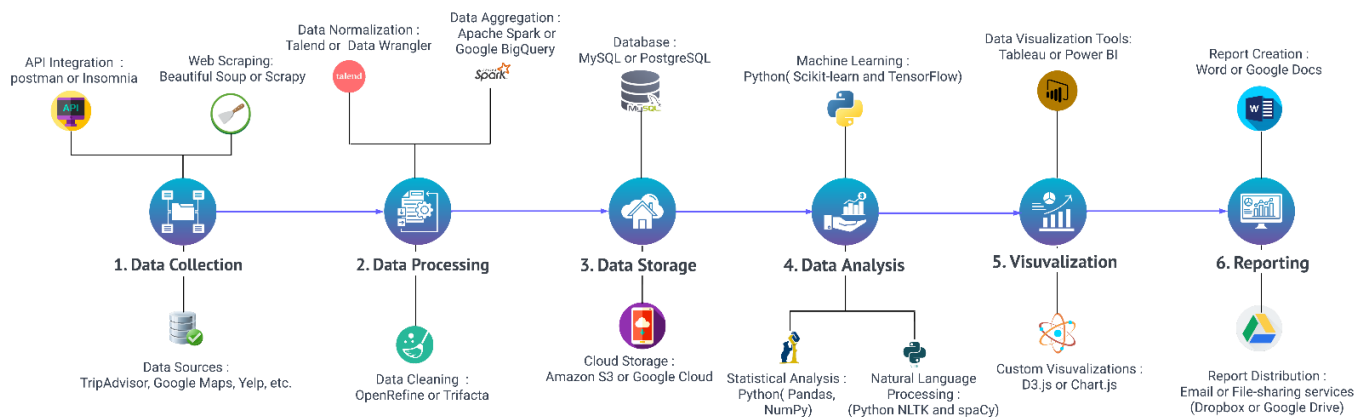 API Integration :
postman or Insomnia
API
Web Scraping:
Beautiful Soup or Scrapy
Data Normalization :
Talend or Data Wrangler
talend
Data Aggregation :
Apache Spark or
Google BigQuery
Spark
Database :
MySQL or PostgreSQL
MySQL
Machine Learning :
Python( Scikit-learn and TensorFlow)
Data Visualization Tools:
Tableau or Power BI
Report Creation :
Word or Google Docs
W
1. Data Collection
2. Data Processing
3. Data Storage
4. Data Analysis
5. Visuvalization
6. Reporting
Data Sources :
TripAdvisor, Google Maps, Yelp, etc.
Data Cleaning :
OpenRefine or Trifacta
Cloud Storage :
Amazon S3 or Google Cloud
Statistical Analysis :
Python( Pandas,
NumPy)
Natural Language
Processing :
(Python NLTK and spaCy)
Custom Visuvalizations :
D3.js or Chart.js
Report Distribution :
Email or File-sharing services
(Dropbox or Google Drive)